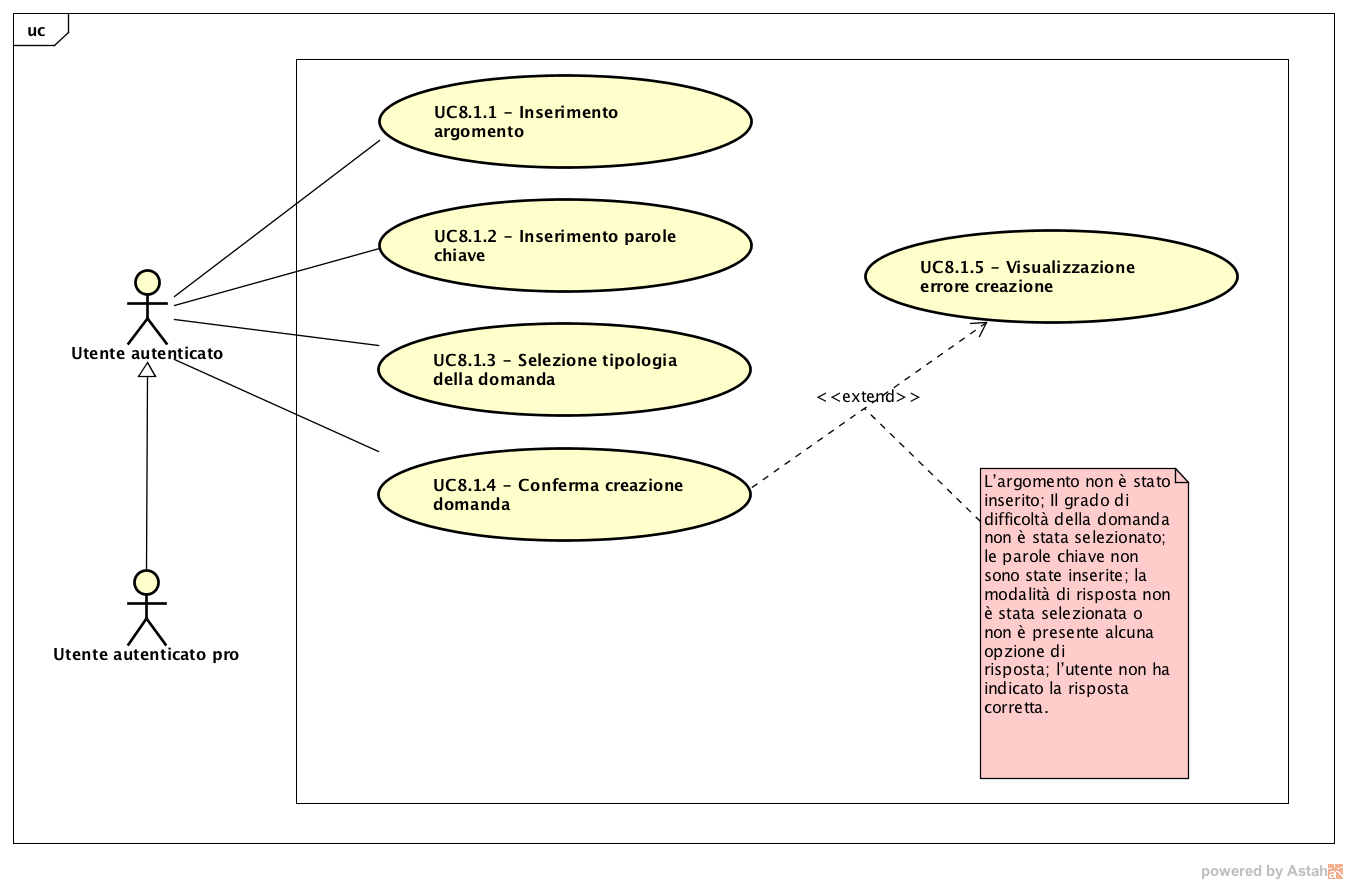 uc
UC8.1.1 - Inserimento
argomento
UC8.1.2 - Inserimento parole
chiave
UC8.1.5 - Visualizzazione
errore creazione
Utente autenticato
UC8.1.3 - Selezione tipologia
della domanda
<<extend>>
UC8.1.4 - Conferma creazione
domanda
L'argomento non è stato
inserito; Il grado di
difficoltà della domanda
non è stata selezionato;
le parole chiave non
sono state inserite; la
modalità di risposta non
è stata selezionata o
non è presente alcuna
opzione di
risposta; l'utente non ha
indicato la risposta
corretta.
Utente autenticato pro
powered by Astah